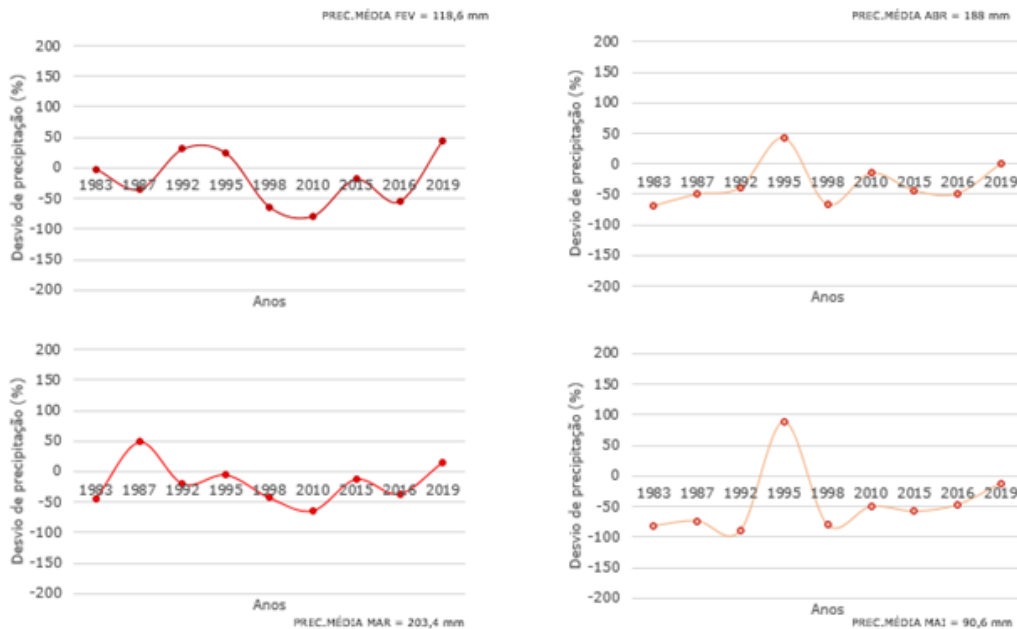 PREC.MÉDIA FEV = 118,6 mm
200
150
100
50
0
-50
-100
-150
-200
Desvio de precipitação (%)
1983 1987 1992 1995 1998 2010 2015 2016 2019
Anos
PREC.MÉDIA ABR = 188 mm
200
150
100
50
0
-50
-100
-150
-200
Desvio de precipitação (%)
1983 1987 1992 1995 1998 2010 2015 2016 2019
Anos
200
150
100
50
0
-50
-100
-150
-200
Desvio de precipitação (%)
1983 1987 1992 1995 1998 2010 2015 2016 2019
Anos
PREC.MÉDIA MAR = 203,4 mm
200
150
100
50
0
-50
-100
-150
-200
Desvio de precipitação (%)
1983 1987 1992 1995 1998 2010 2015 2016 2019
Anos
PREC.MÉDIA MAI = 90,6 mm